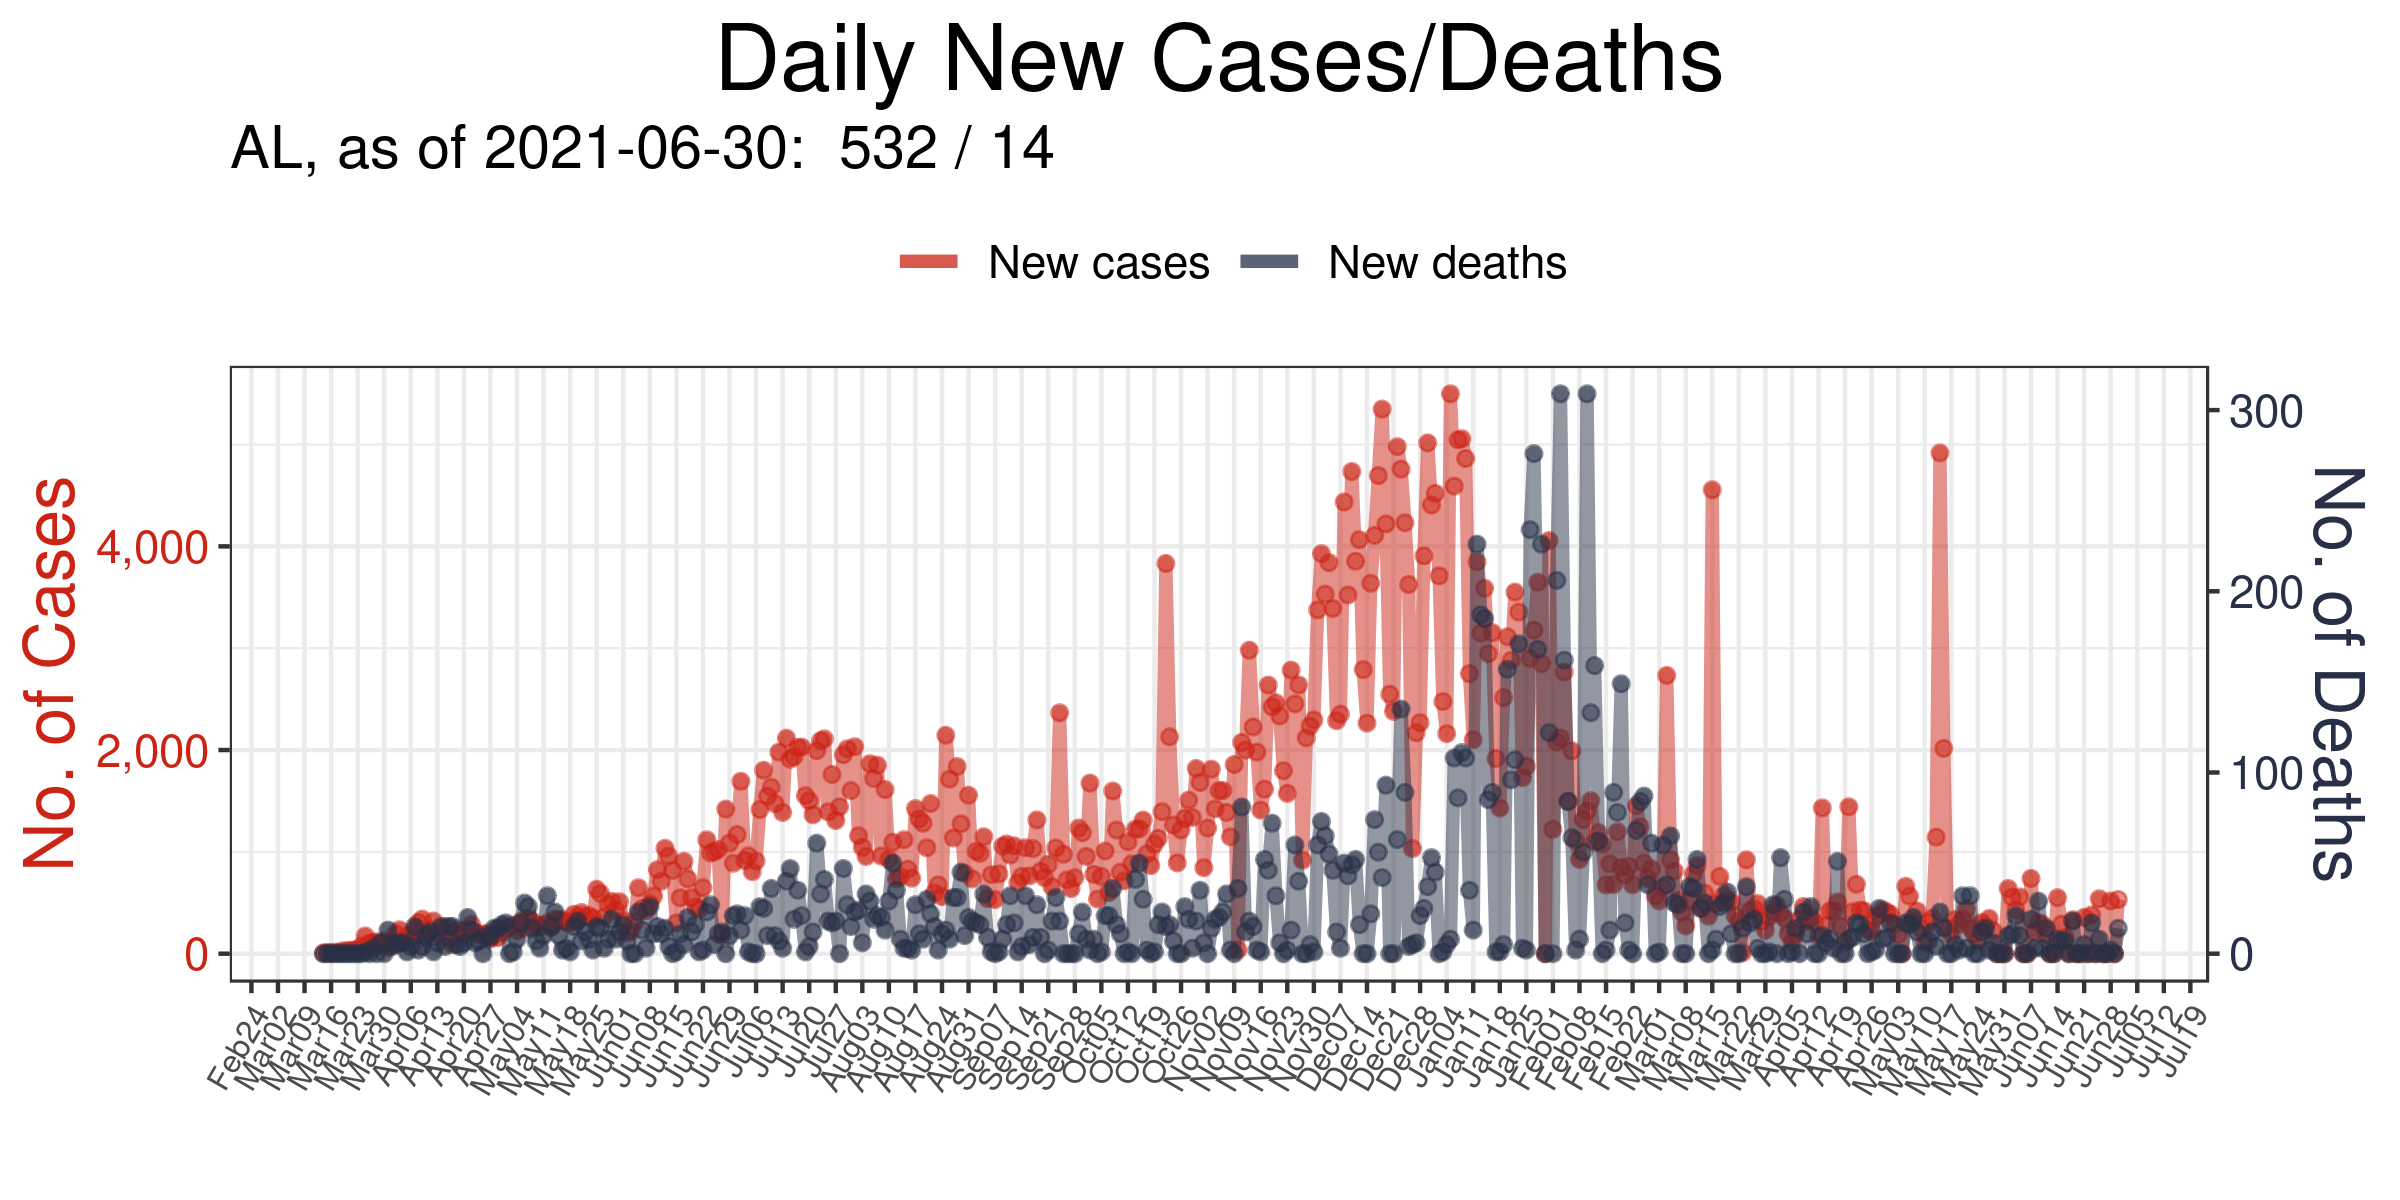 Daily New Cases/Deaths
AL, as of 2021-06-30:  532 / 14
New cases
New deaths
No. of Cases
4,000
2,000
0
300
200
100
0
No. of Deaths
Feb24
Mar02
Mar09
Mar16
Mar23
Mar30
Apr06
Apr13
Apr20
Apr27
May04
May11
May18
May25
Jun01
Jun08
Jun15
Jun22
Jun29
Jul06
Jul13
Jul20
Jul27
Aug03
Aug10
Aug17
Aug24
Aug31
Sep07
Sep14
Sep21
Sep28
Oct05
Oct12
Oct19
Oct26
Nov02
Nov09
Nov16
Nov23
Nov30
Dec07
Dec14
Dec21
Dec28
Jan04
Jan11
Jan18
Jan25
Feb01
Feb08
Feb15
Feb22
Mar01
Mar08
Mar15
Mar22
Mar29
Apr05
Apr12
Apr19
Apr26
May03
May10
May17
May24
May31
Jun07
Jun14
Jun21
Jun28
Jul05
Jul12
Jul19